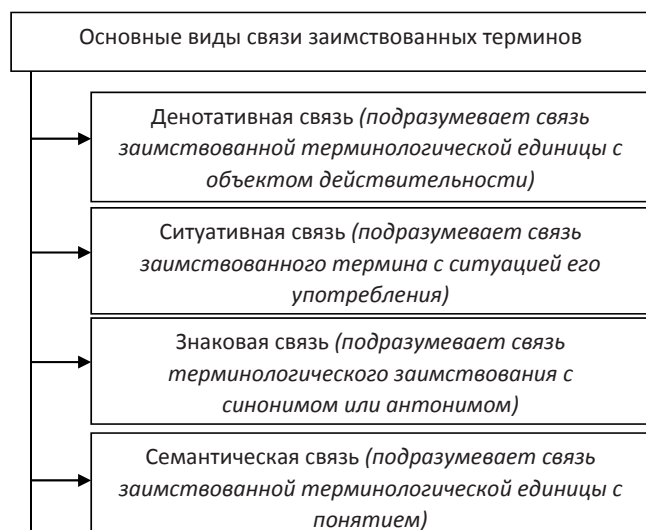 Основные виды связи заимствованных терминов
Денотативная связь (подразумевает связь
заимствованной терминологической единицы с
объектом действительности)
Ситуативная связь (подразумевает связь
заимствованного термина с ситуацией его
употребления)
Знаковая связь (подразумевает связь
терминологического заимствования с
синонимом или антонимом)
Семантическая связь (подразумевает связь
заимствованной терминологической единицы с
понятием)